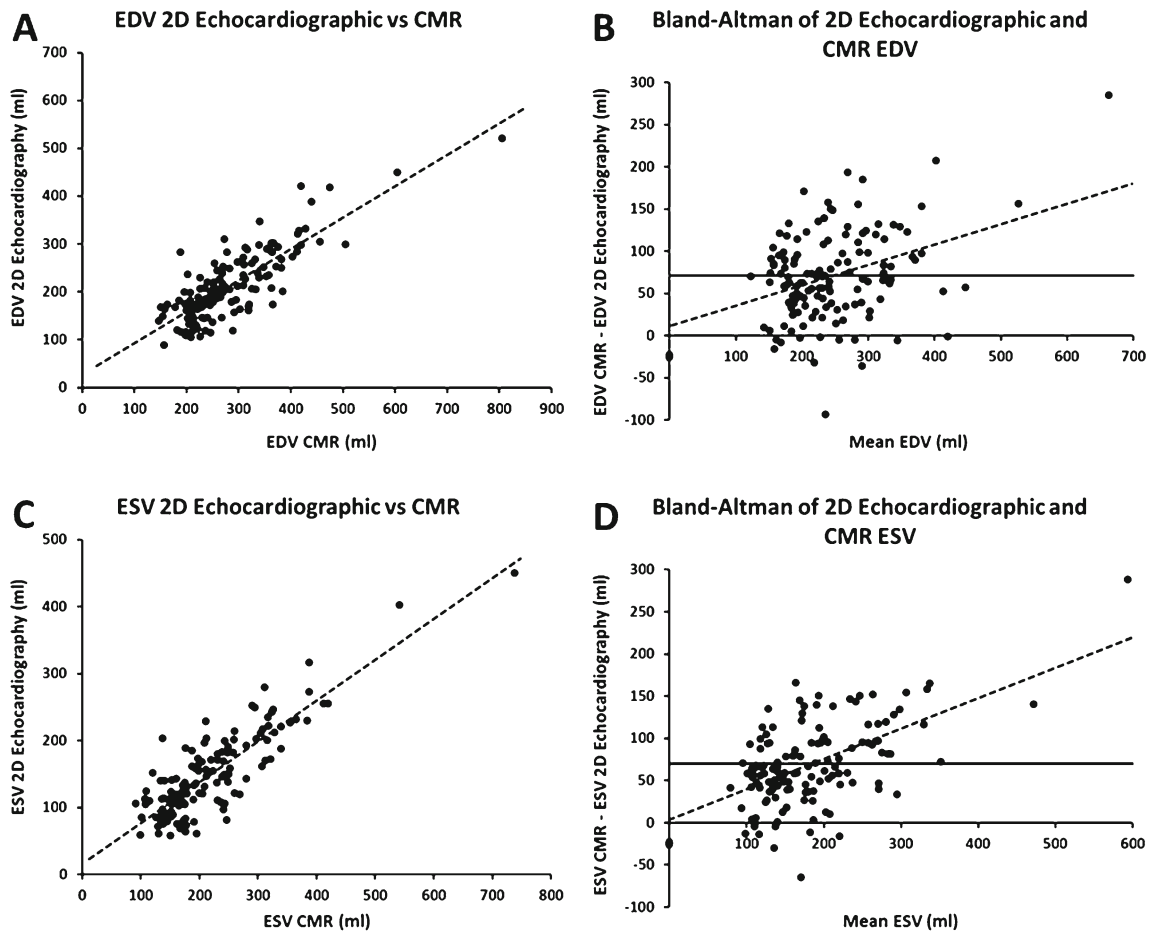 A
EDV 2D Echocardiographic vs CMR
700
600
500
400
300
200
100
0
EDV 2D Echocardiography (ml)
0 100 200 300 400 500 600 700 800 900
EDV CMR (ml)
B
Bland-Altman of 2D Echocardiographic and
CMR EDV
300
250
200
150
100
50
0
-50
-100
EDV CMR - EDV 2D Echocardiography (ml)
0 100 200 300 400 500 600 700
Mean EDV (ml)
C
ESV 2D Echocardiographic vs CMR
500
400
300
200
100
0
ESV 2D Echocardiography (ml)
0 100 200 300 400 500 600 700 800
ESV CMR (ml)
D
Bland-Altman of 2D Echocardiographic and
CMR ESV
300
250
200
150
100
50
0
-50
-100
ESV CMR - ESV 2D Echocardiography (ml)
0 100 200 300 400 500 600
Mean ESV (ml)